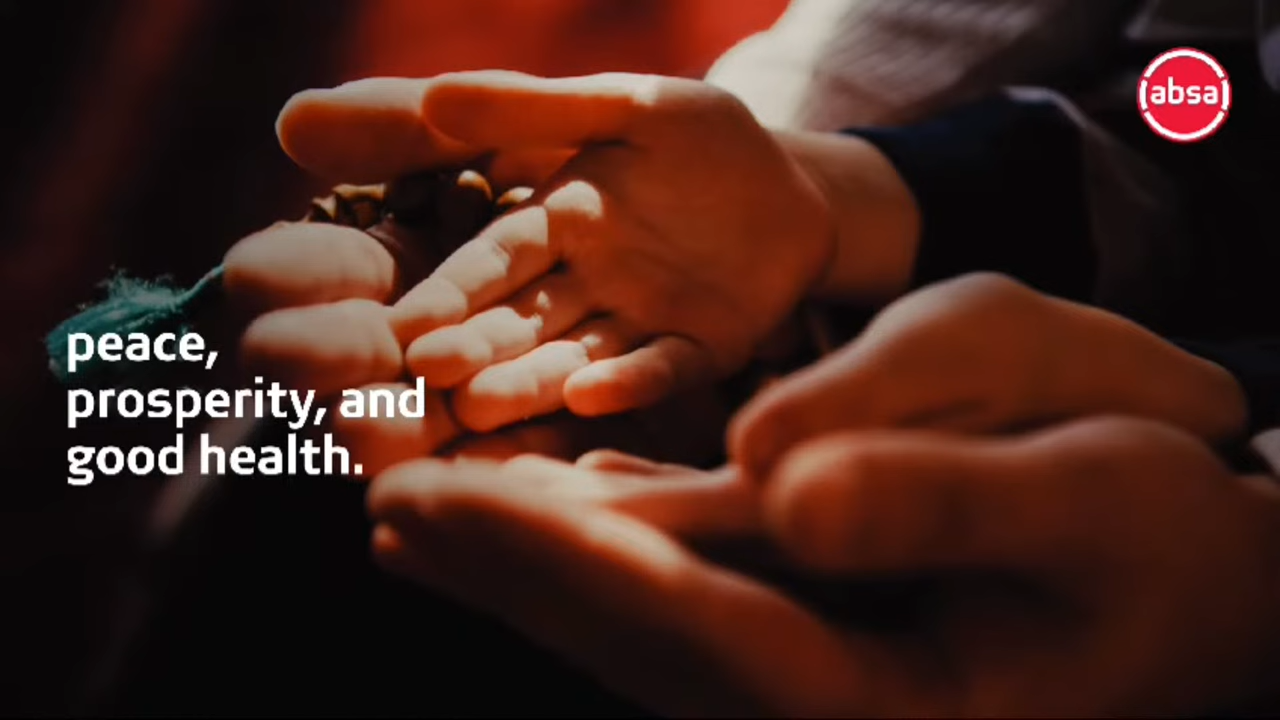 absa
peace,
prosperity, and
good health.